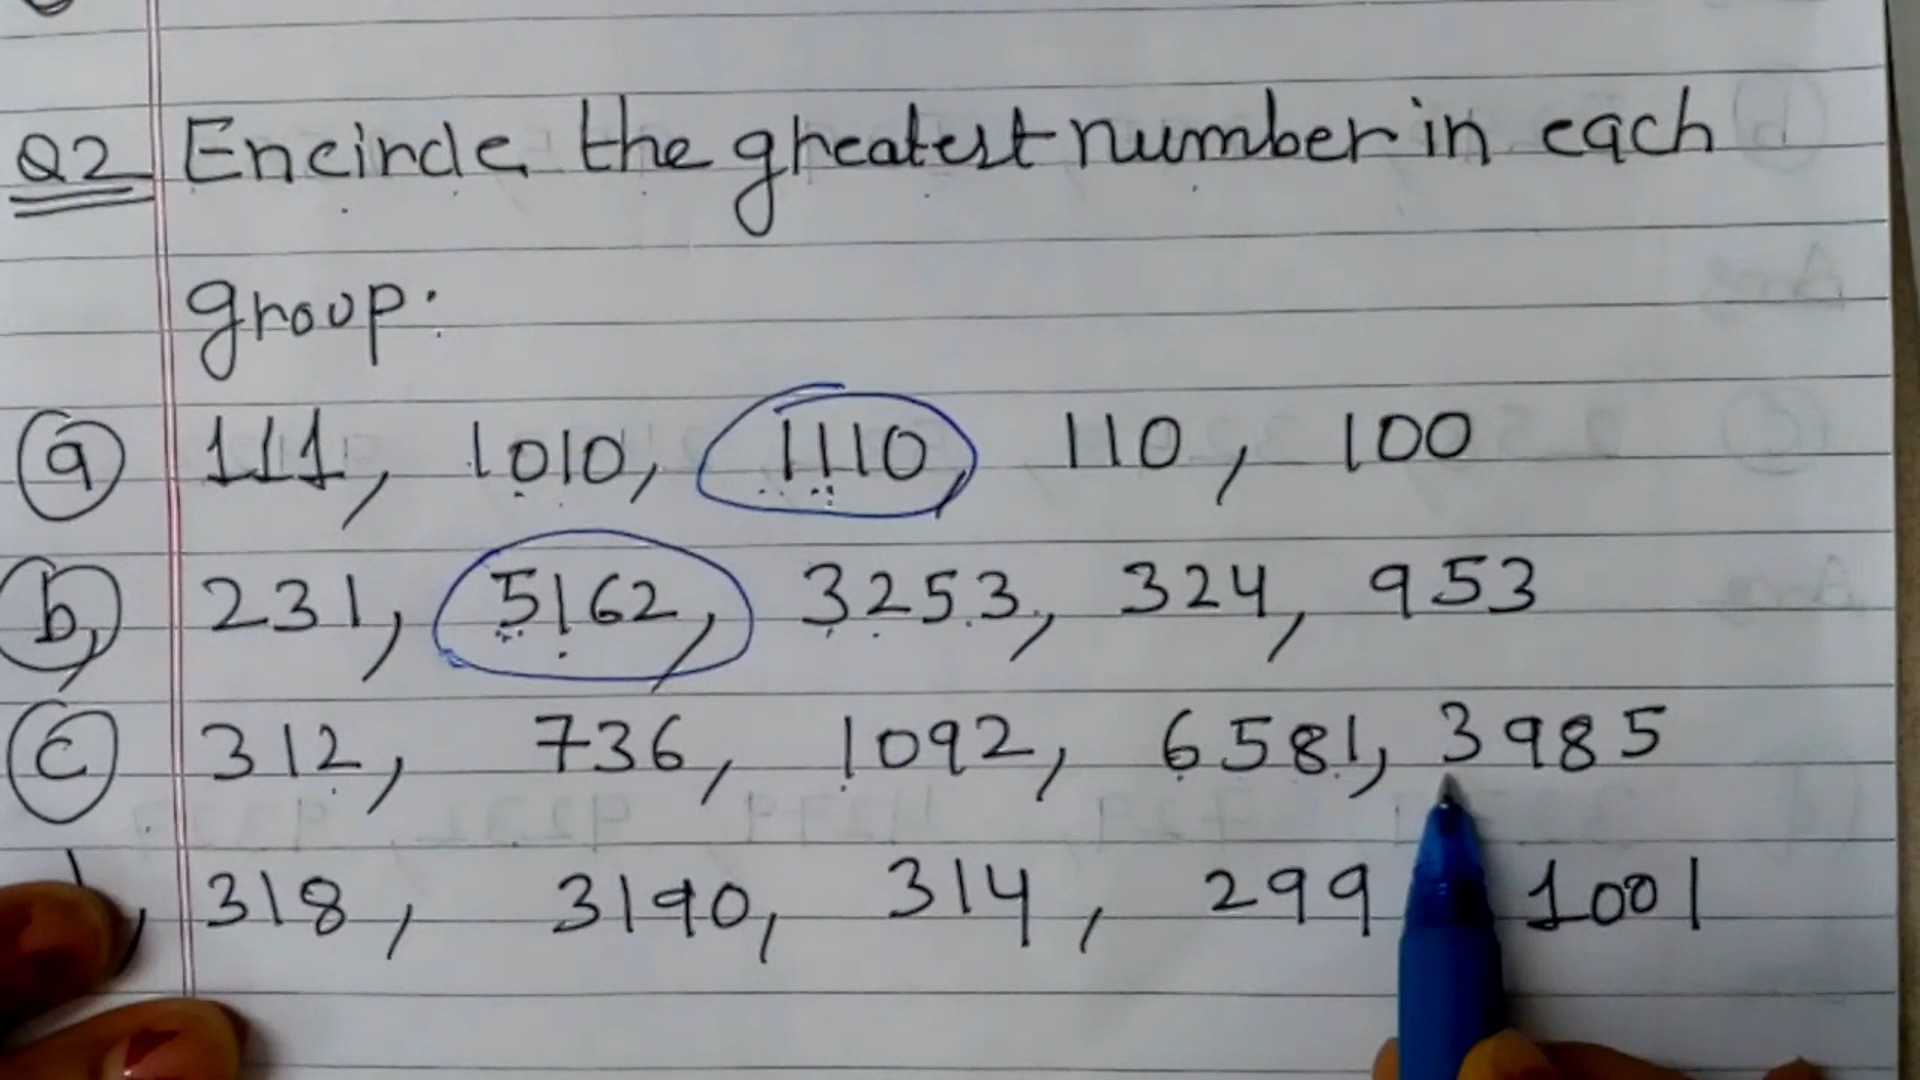 Q2 Encircle the greatest number in each
group:
a 111, 1010, 1110, 110, 100
b, 231, 5162, 3253, 324, 953
c 312, 736, 1092, 6581, 3985
318, 3190, 314, 299 1001